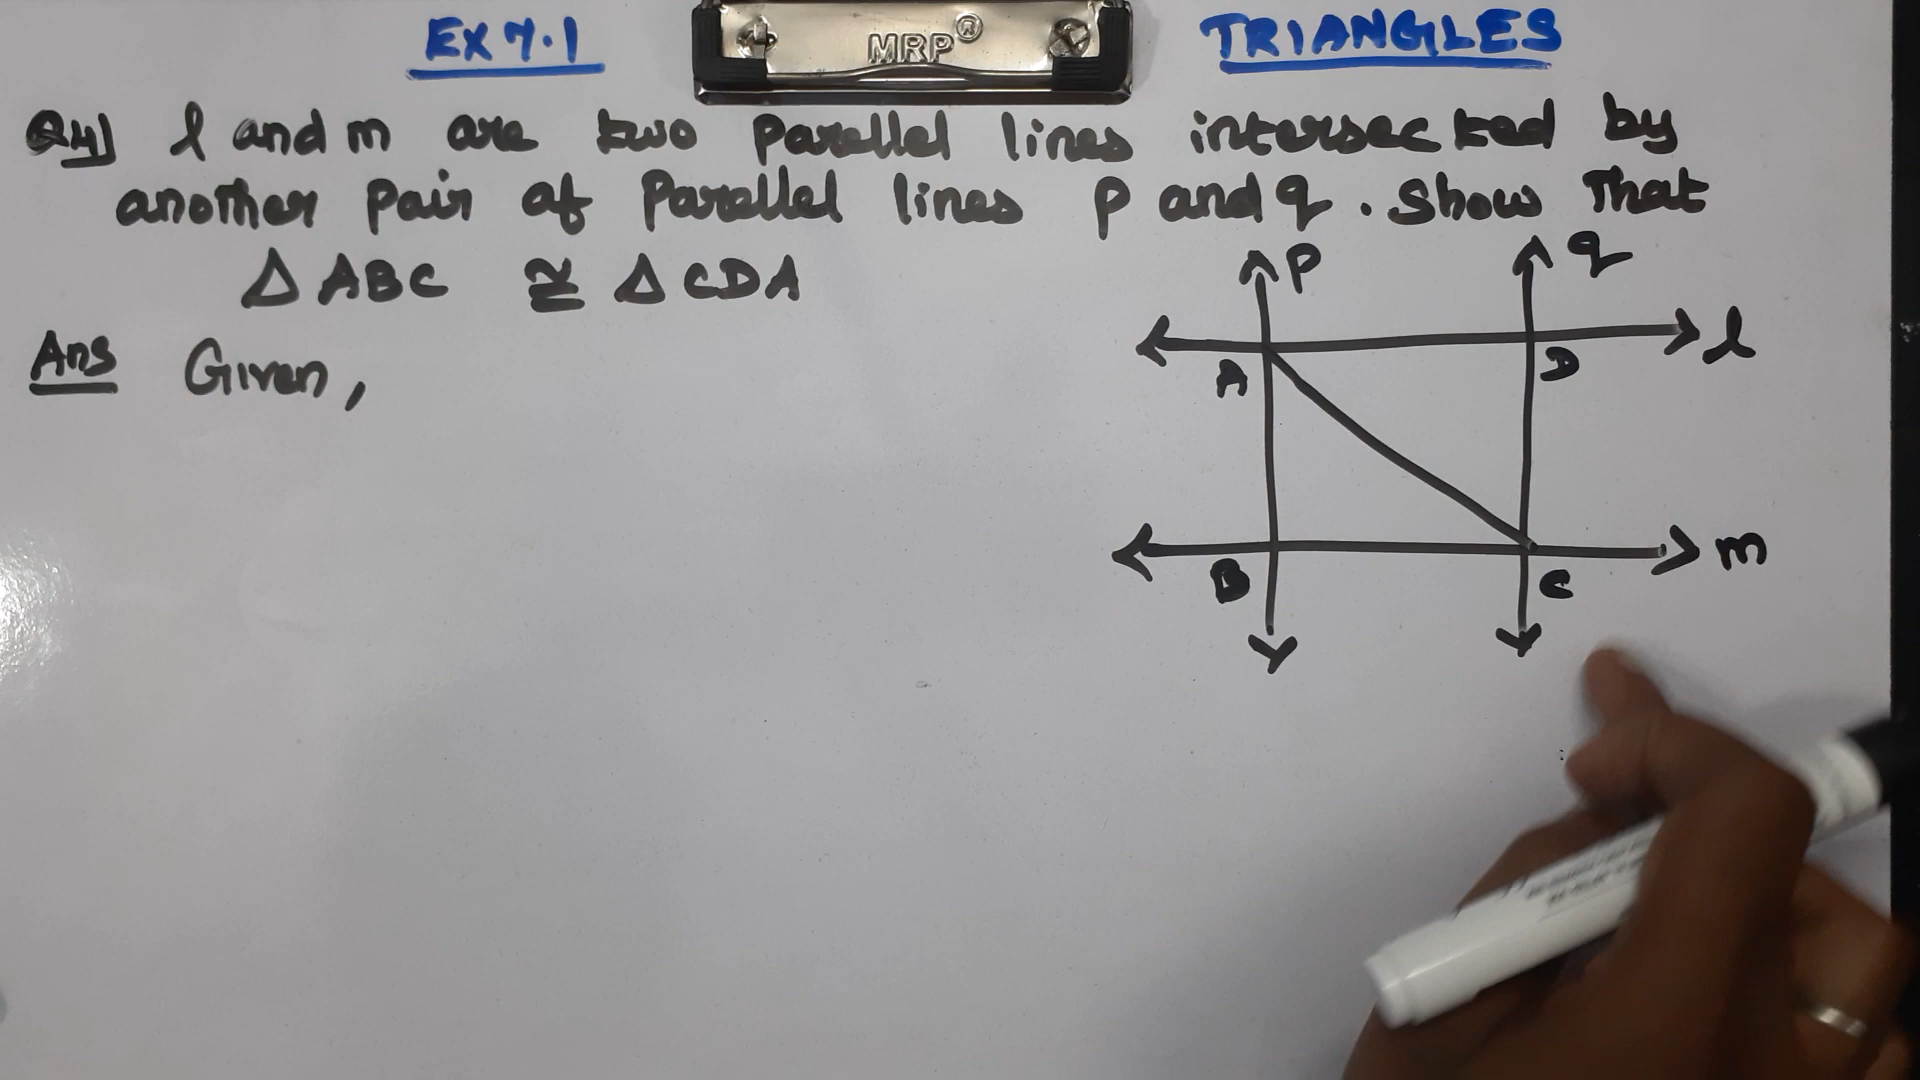 EX 7.1
MRP®
TRIANGLES
Q4) l and m are two Parallel lines intersected by
another pair of Parallel lines p and q. Show that
Δ ABC ≅ Δ CDA
Ans Given,
P
q
l
A
D
B
C
m